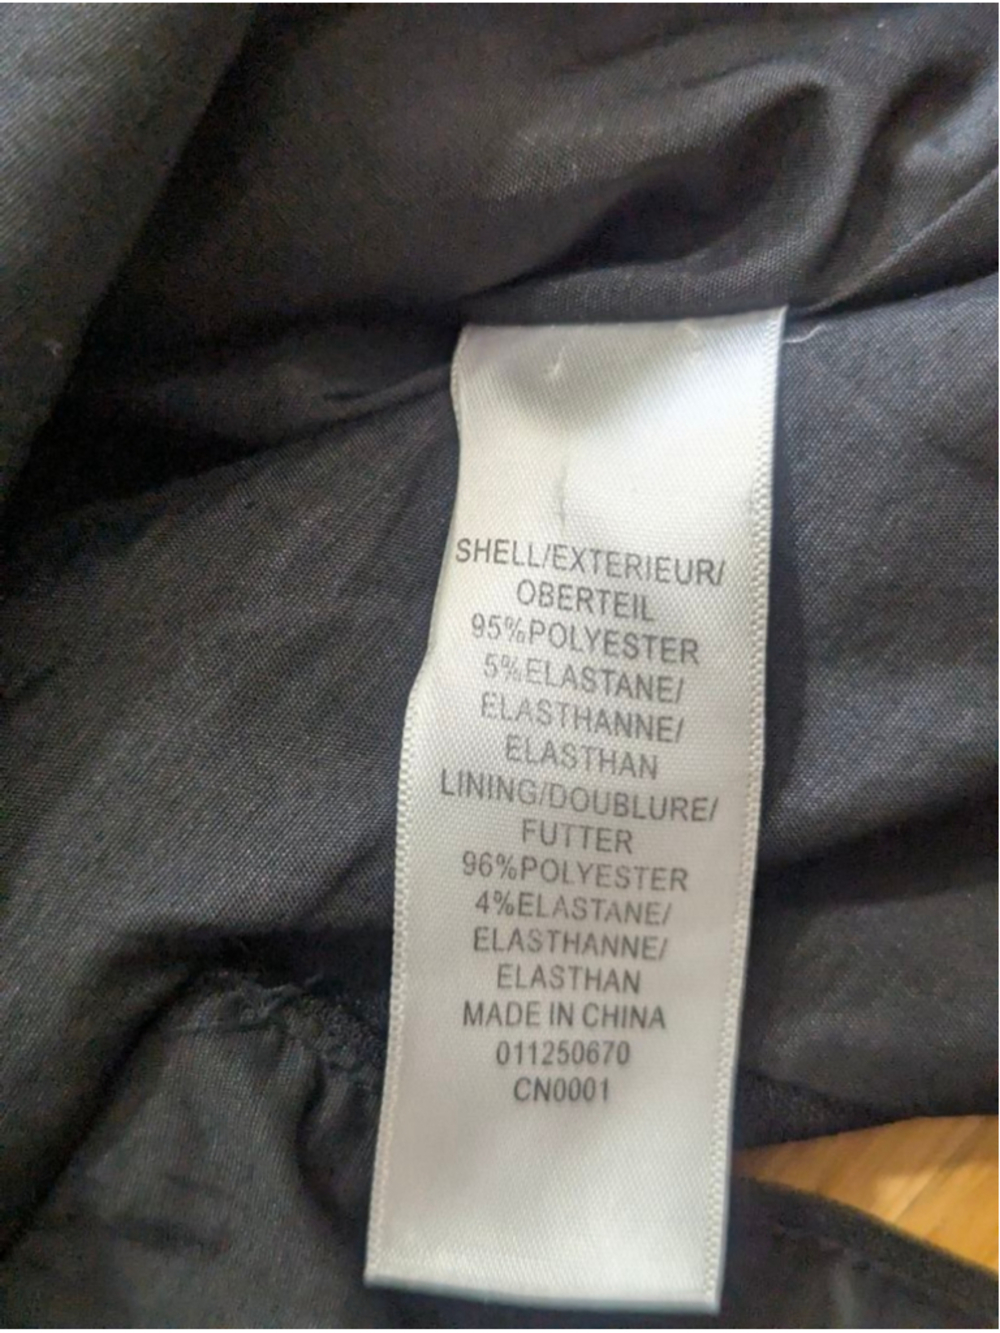 SHELL/EXTERIEUR/
OBERTEIL
95%POLYESTER
5%ELASTANE/
ELASTHANNE/
ELASTHAN
LINING/DOUBLURE/
FUTTER
96%POLYESTER
4%ELASTANE/
ELASTHANNE/
ELASTHAN
MADE IN CHINA
011250670
CN0001